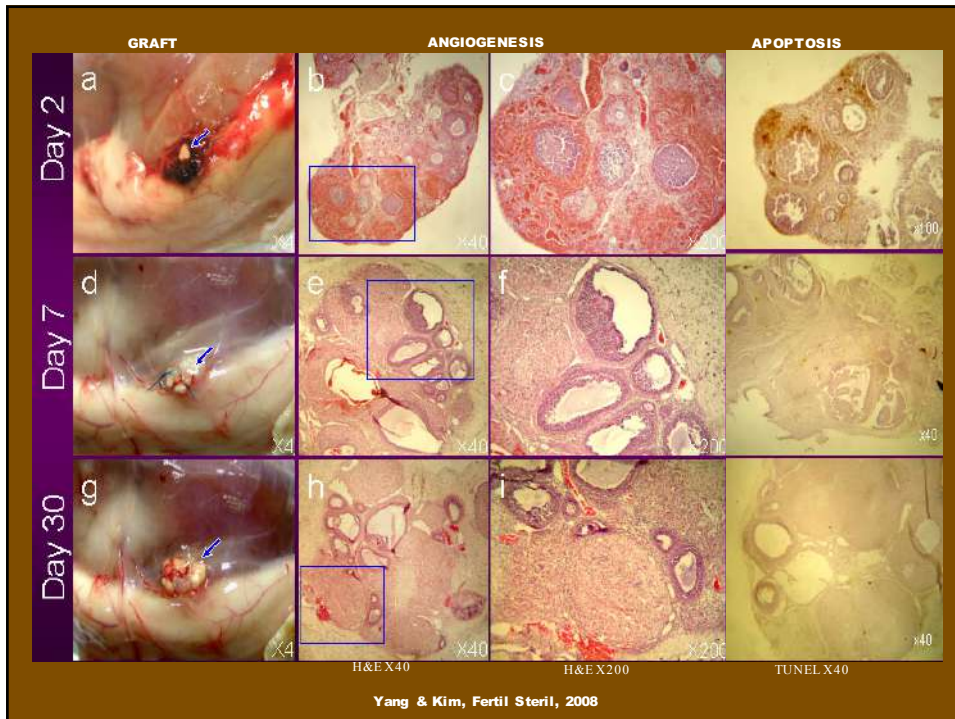 GRAFT ANGIOGENESIS APOPTOSIS
Day 2
a
X4
b
X40
c
X200
x100
Day 7
d
X4
e
X40
f
X200
x40
Day 30
g
X4
h
X40
i
X200
x40
H&E X40 H&E X200 TUNEL X40
Yang & Kim, Fertil Steril, 2008